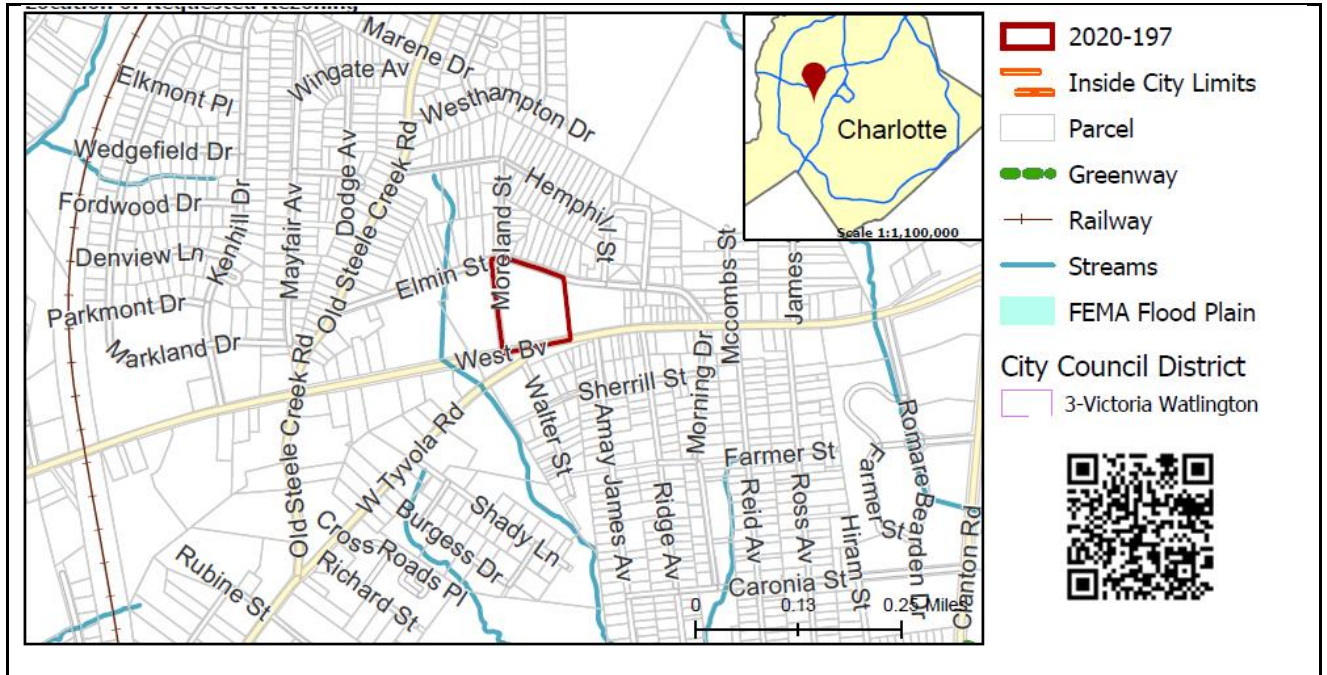 Location of Requested Rezoning
Marene Dr
Wingate Av
Elkmont Pl
Westhampton Dr
Wedgefield Dr
Dodge Av
Hemphill St
Fordwood Dr
Kenhill Dr
Mayfair Av
Old Steele Creek Rd
Moreland St
Denview Ln
Elmin St
Mccombs St
James
Parkmont Dr
Markland Dr
West Bv
Old Steele Creek Rd
W Tyvola Rd
Walter St
Sherrill St
Morning Dr
Amay James Av
Farmer St
Farmer St
Romare Bearden Dr
Ridge Av
Reid Av
Ross Av
Hiram St
Shady Ln
Burgess Dr
Cross Roads Pl
Richard St
Rubine St
Caronia St
Clanton Rd
0 0.13 0.25 Miles
Charlotte
Scale 1:1,100,000
2020-197
Inside City Limits
Parcel
Greenway
Railway
Streams
FEMA Flood Plain
City Council District
3-Victoria Watlington